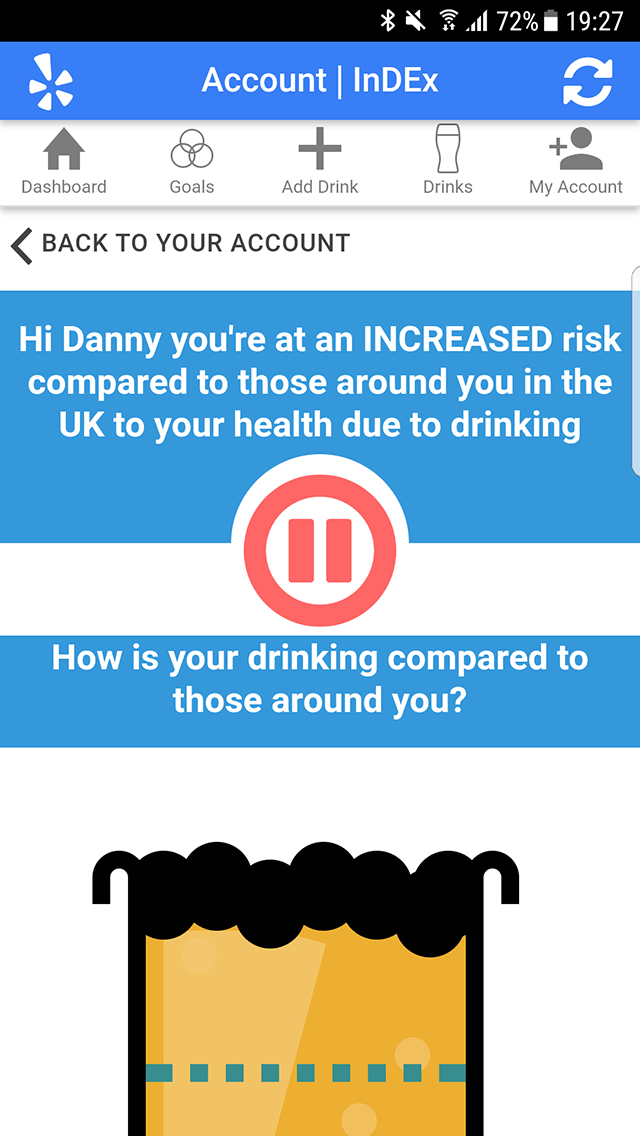 72% 19:27
Account | InDEx
Dashboard Goals Add Drink Drinks My Account
BACK TO YOUR ACCOUNT
Hi Danny you're at an INCREASED risk
compared to those around you in the
UK to your health due to drinking
How is your drinking compared to
those around you?